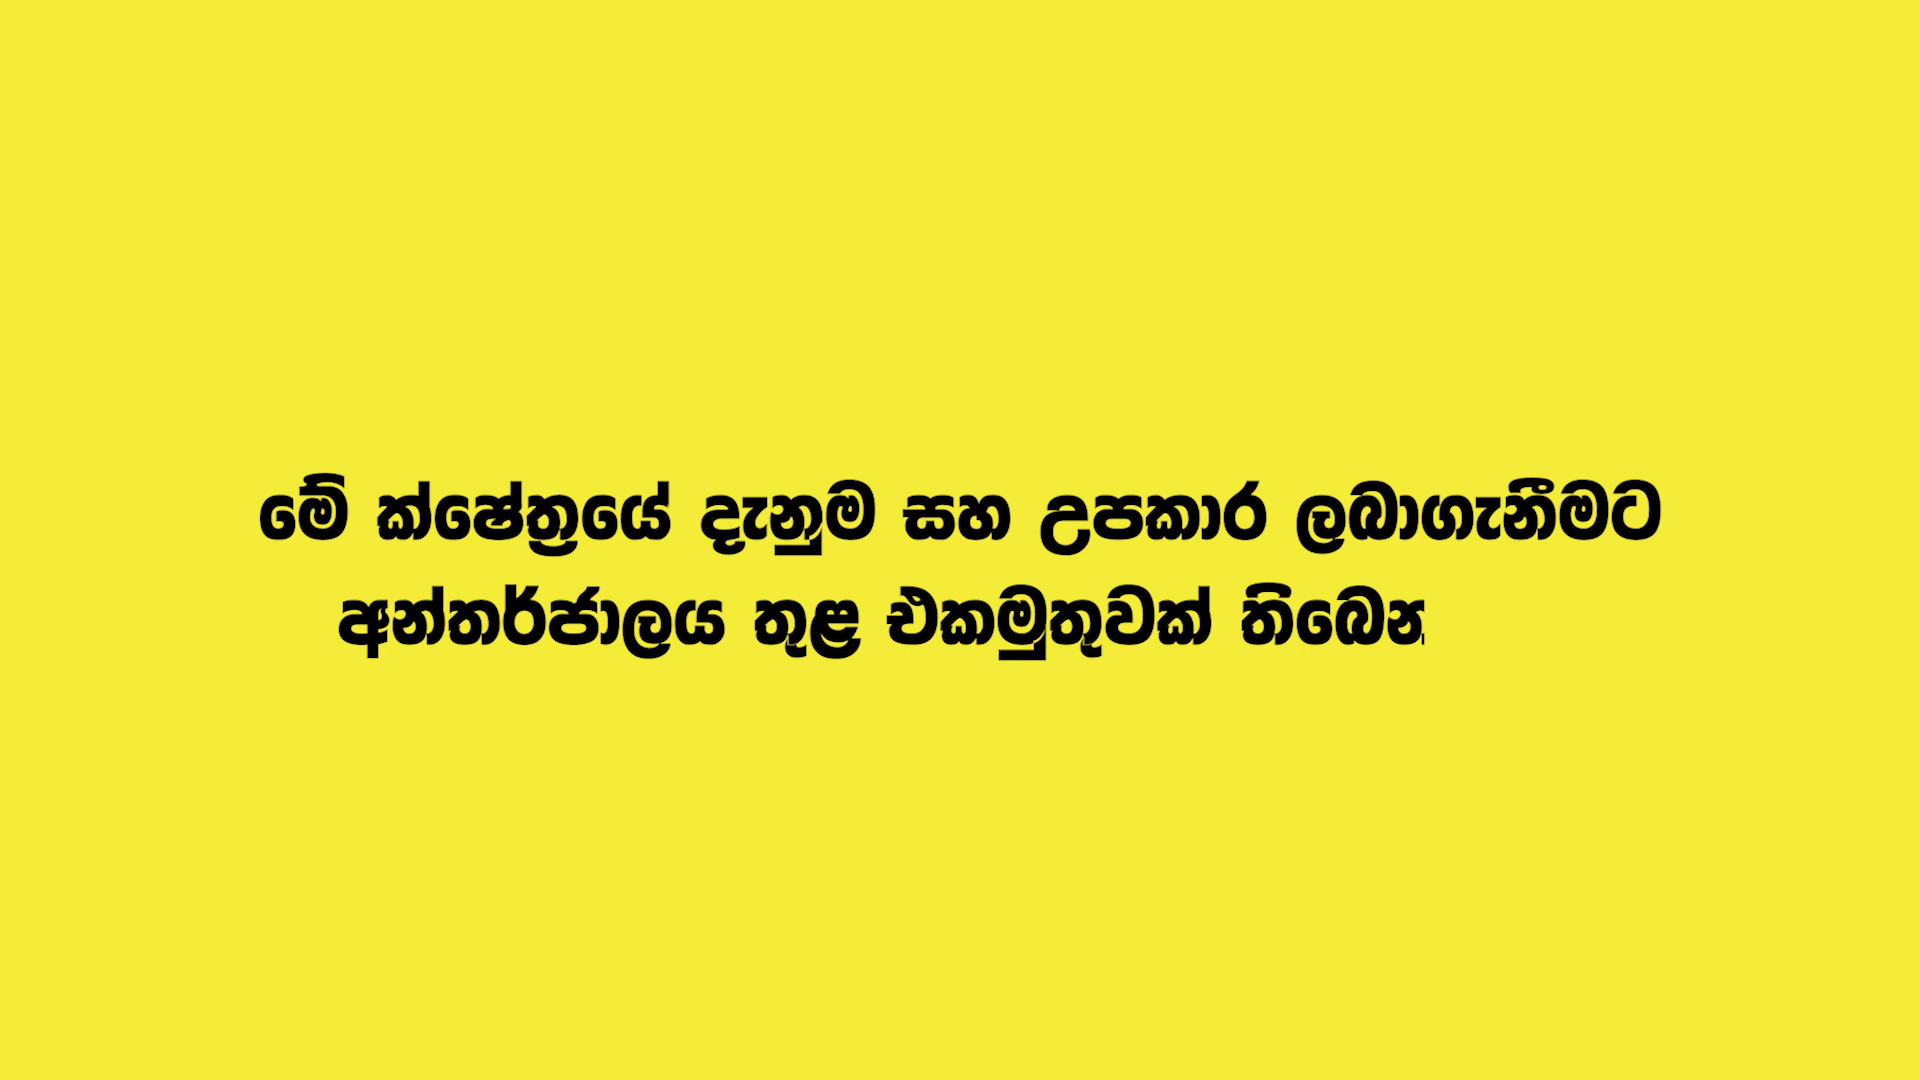 මේ ක්ෂේත්‍රයේ දැනුම සහ උපකාර ලබාගැනීමට
අන්තර්ජාලය තුළ එකමුතුවක්